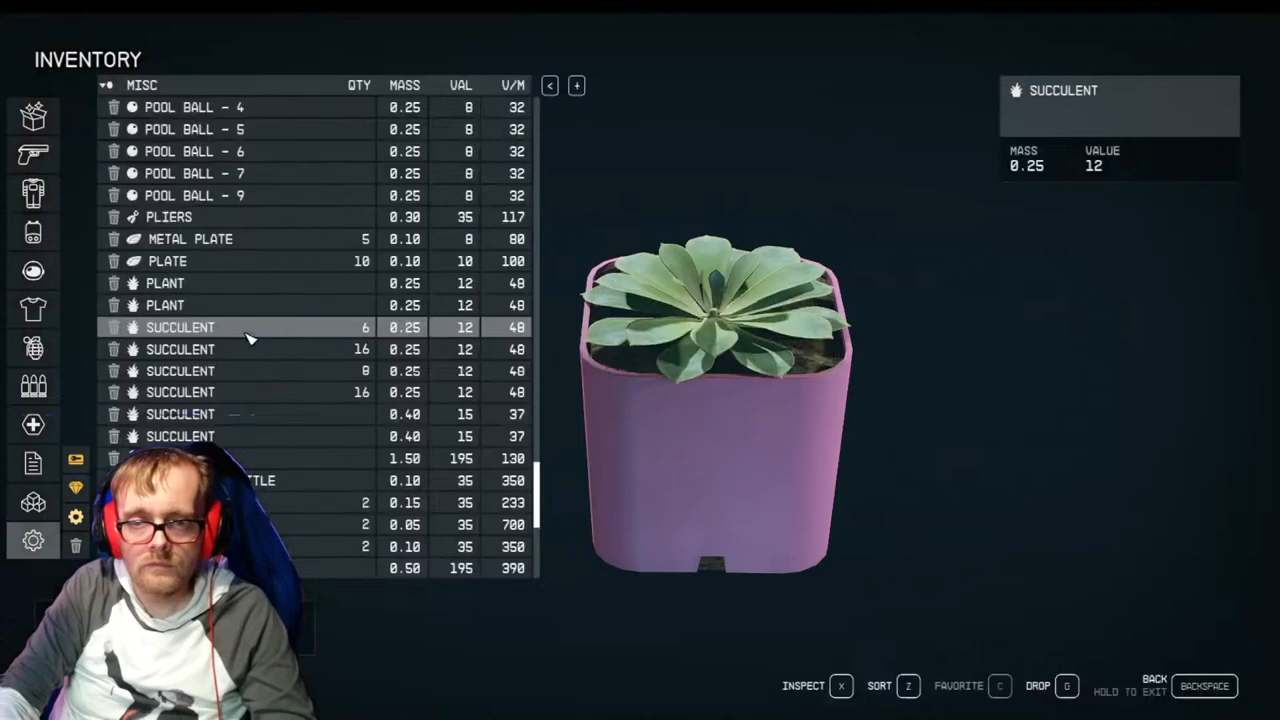 INVENTORY
MISC QTY MASS VAL V/M < +
POOL BALL - 4 0.25 8 32
POOL BALL - 5 0.25 8 32
POOL BALL - 6 0.25 8 32
POOL BALL - 7 0.25 8 32
POOL BALL - 9 0.25 8 32
PLIERS 0.30 35 117
METAL PLATE 5 0.10 8 80
PLATE 10 0.10 10 100
PLANT 0.25 12 48
PLANT 0.25 12 48
SUCCULENT 6 0.25 12 48
SUCCULENT 16 0.25 12 48
SUCCULENT 8 0.25 12 48
SUCCULENT 16 0.25 12 48
SUCCULENT 0.40 15 37
SUCCULENT 0.40 15 37
1.50 195 130
TTLE 0.10 35 350
2 0.15 35 233
2 0.05 35 700
2 0.10 35 350
0.50 195 390
SUCCULENT
MASS VALUE
0.25 12
INSPECT X SORT Z FAVORITE C DROP G BACK BACKSPACE
HOLD TO EXIT